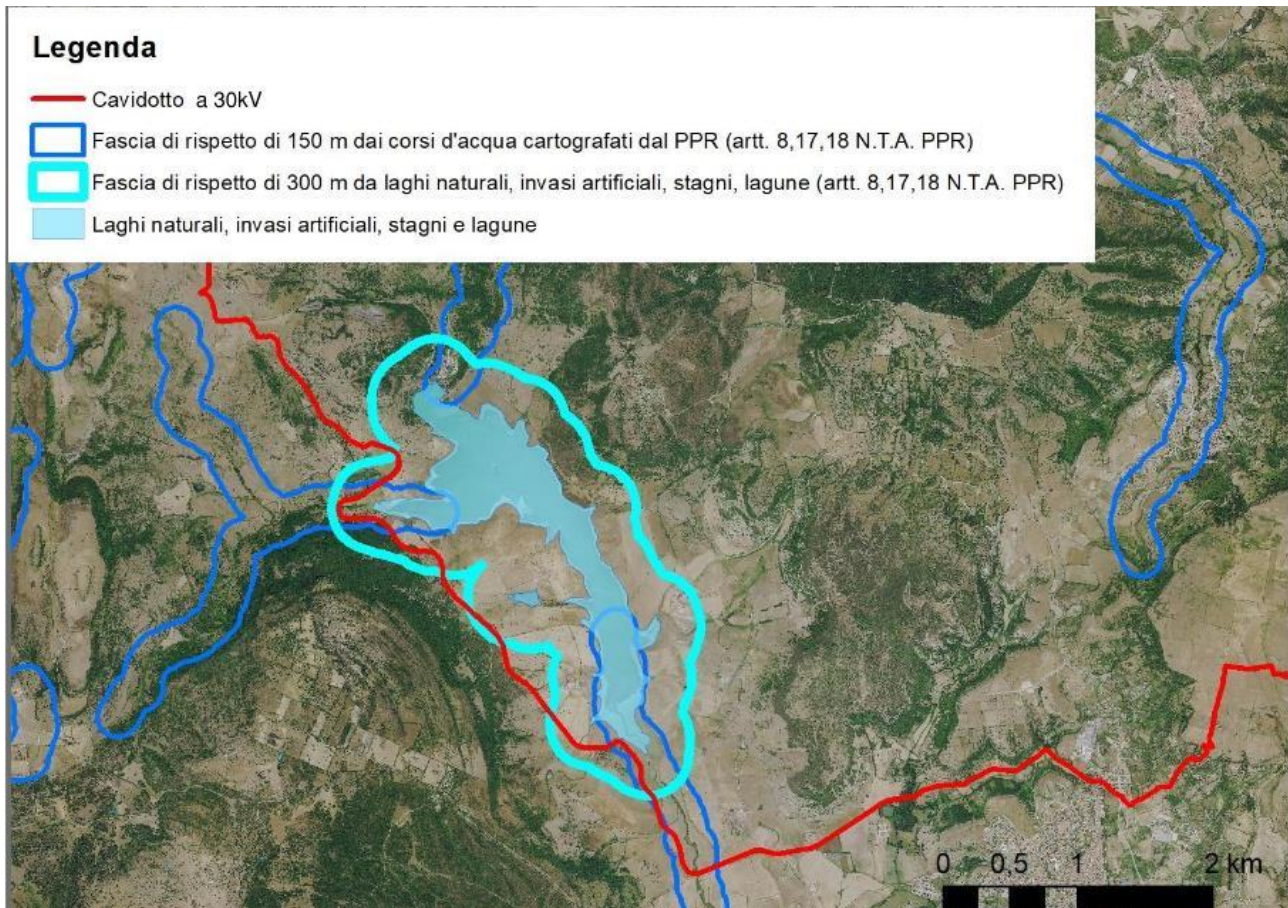 Legenda
Cavidotto a 30kV
Fascia di rispetto di 150 m dai corsi d'acqua cartografati dal PPR (artt. 8,17,18 N.T.A. PPR)
Fascia di rispetto di 300 m da laghi naturali, invasi artificiali, stagni, lagune (artt. 8,17,18 N.T.A. PPR)
Laghi naturali, invasi artificiali, stagni e lagune
0 0,5 1 2 km